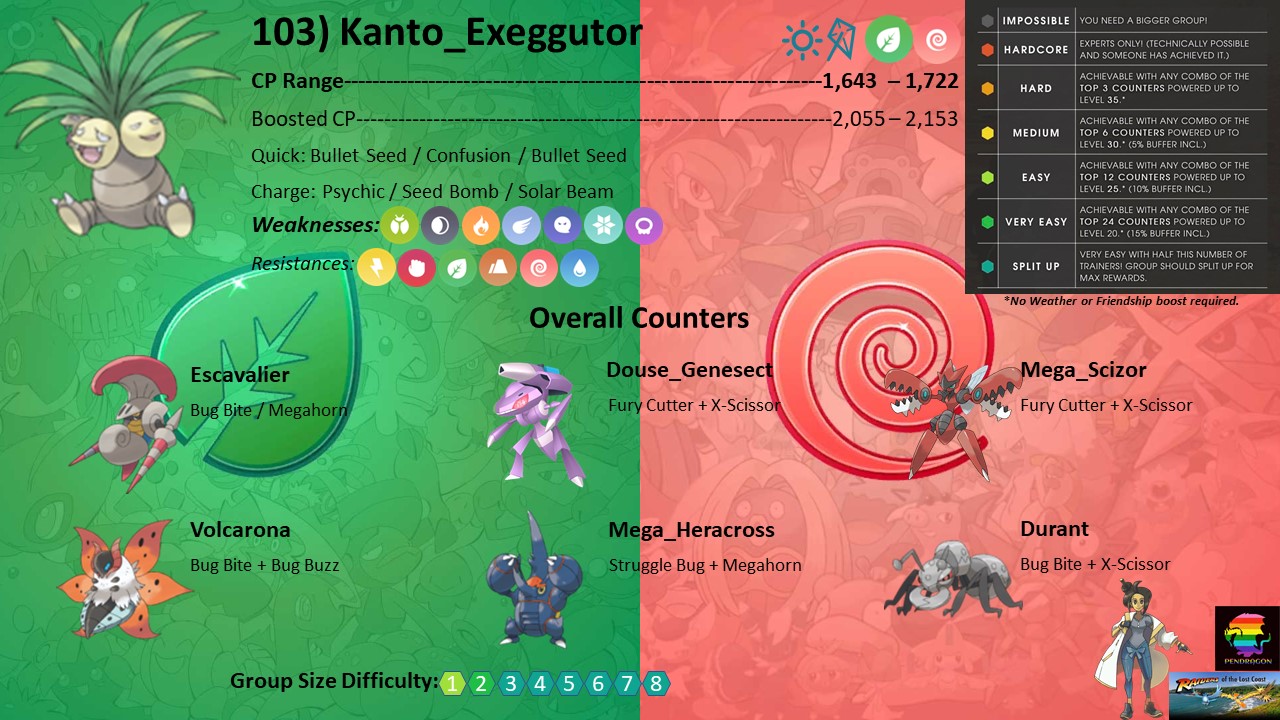 103) Kanto_Exeggutor
CP Range--------------------------------------------------------------------1,643 – 1,722
Boosted CP--------------------------------------------------------------------2,055 – 2,153
Quick: Bullet Seed / Confusion / Bullet Seed
Charge: Psychic / Seed Bomb / Solar Beam
Weaknesses:
Resistances:
IMPOSSIBLE YOU NEED A BIGGER GROUP!
HARDCORE EXPERTS ONLY! (TECHNICALLY POSSIBLE
AND SOMEONE HAS ACHIEVED IT.)
HARD ACHIEVABLE WITH ANY COMBO OF THE
TOP 3 COUNTERS POWERED UP TO
LEVEL 35.*
MEDIUM ACHIEVABLE WITH ANY COMBO OF THE
TOP 6 COUNTERS POWERED UP TO
LEVEL 30.* (5% BUFFER INCL.)
EASY ACHIEVABLE WITH ANY COMBO OF THE
TOP 12 COUNTERS POWERED UP TO
LEVEL 25.* (10% BUFFER INCL.)
VERY EASY ACHIEVABLE WITH ANY COMBO OF THE
TOP 24 COUNTERS POWERED UP TO
LEVEL 20.* (15% BUFFER INCL.)
SPLIT UP VERY EASY WITH HALF THIS NUMBER OF
TRAINERS! GROUP SHOULD SPLIT UP FOR
MAX REWARDS.
*No Weather or Friendship boost required.
Overall Counters
Escavalier
Bug Bite / Megahorn
Douse_Genesect
Fury Cutter + X-Scissor
Mega_Scizor
Fury Cutter + X-Scissor
Volcarona
Bug Bite + Bug Buzz
Mega_Heracross
Struggle Bug + Megahorn
Durant
Bug Bite + X-Scissor
Group Size Difficulty: 1 2 3 4 5 6 7 8
PENDRAGON
RAIDERS of the Lost Coast